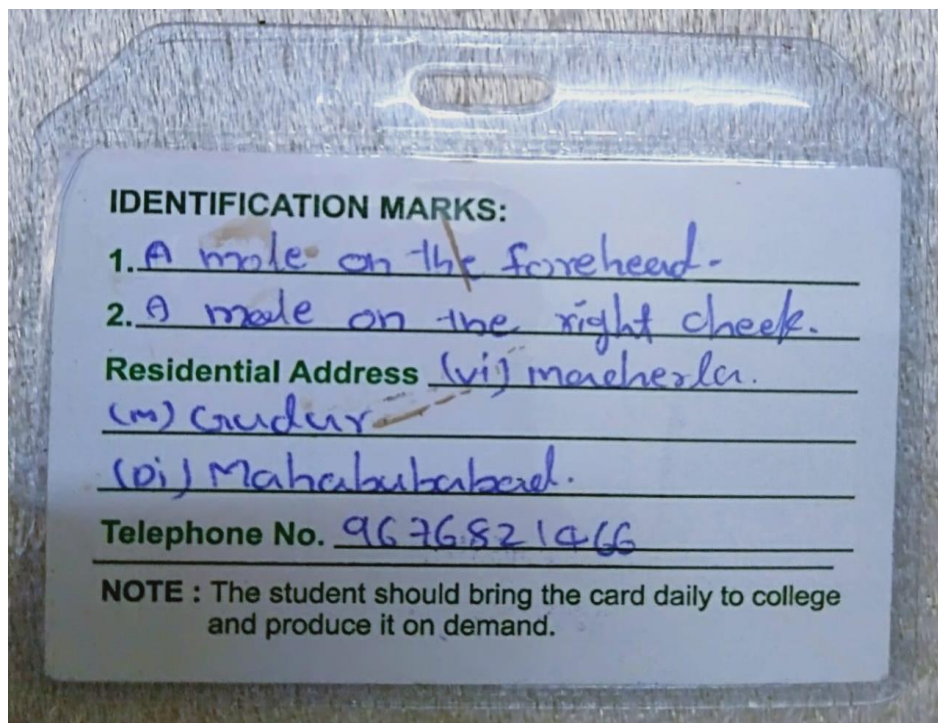 IDENTIFICATION MARKS:
1. A mole on the forehead.
2. A mole on the right cheek.
Residential Address (vi) macherla.
(m) Gudur
(Di) Mahabubabad.
Telephone No. 9676821466
NOTE : The student should bring the card daily to college
and produce it on demand.